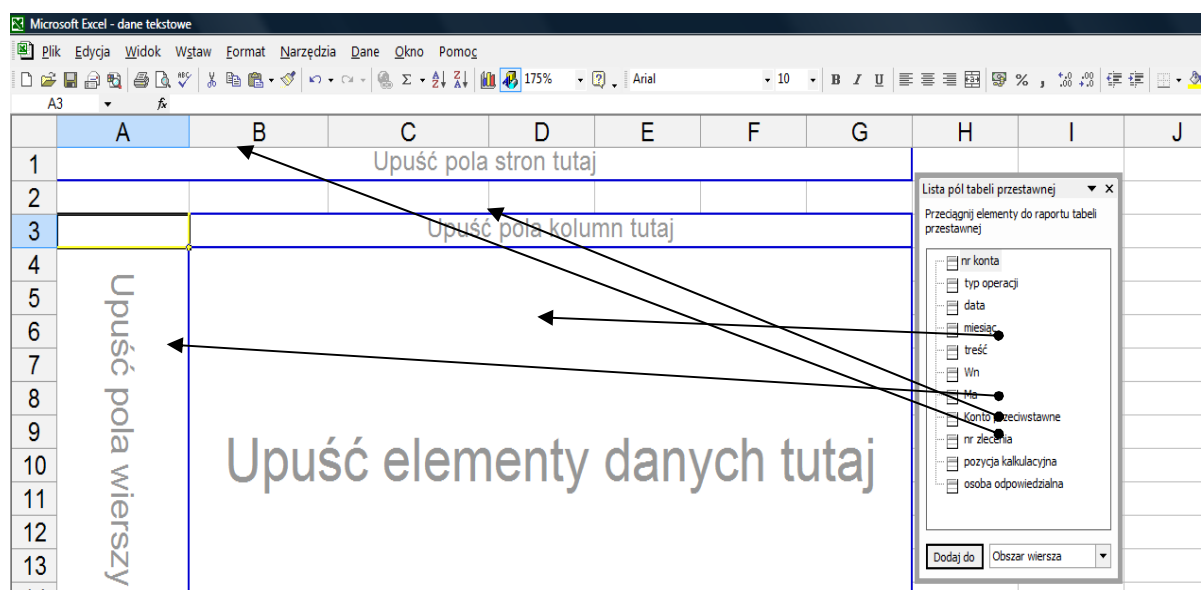 Microsoft Excel - dane tekstowe
Plik Edycja Widok Wstaw Format Narzędzia Dane Okno Pomoc
175% Arial 10 B I U % ,
A3 fx
A B C D E F G H I J
1 Upuść pola stron tutaj
2
3 Upuść pola kolumn tutaj
4
5
6
7
8
9
10
11
12
13
Upuść pola wierszy
Upuść elementy danych tutaj
Lista pól tabeli przestawnej
Przeciągnij elementy do raportu tabeli
przestawnej
nr konta
typ operacji
data
miesiąc
treść
Wn
Ma
Konto przeciwstawne
nr zlecenia
pozycja kalkulacyjna
osoba odpowiedzialna
Dodaj do Obszar wiersza